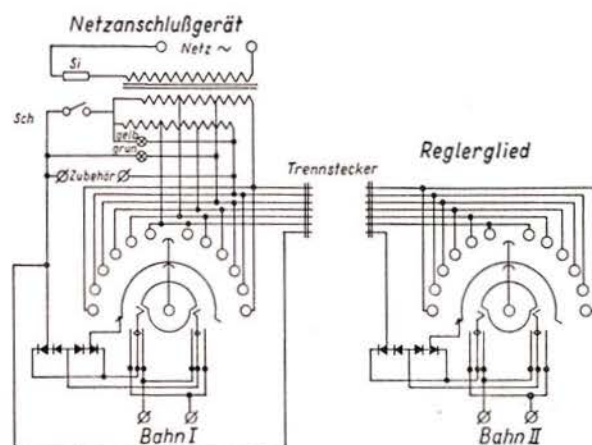 Netzanschlußgerät
Netz ~
Si
Sch
gelb
grün
Zubehör
Trennstecker
Reglerglied
Bahn I
Bahn II